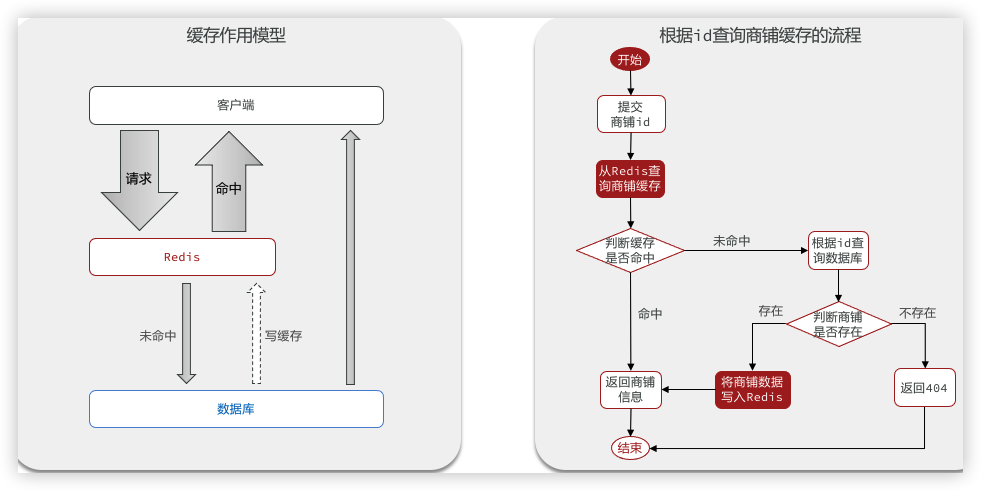 缓存作用模型
客户端
请求
命中
Redis
未命中
写缓存
数据库
根据id查询商铺缓存的流程
开始
提交
商铺id
从Redis查
询商铺缓存
判断缓存
是否命中
未命中
根据id查
询数据库
命中
存在
判断商铺
是否存在
不存在
返回商铺
信息
将商铺数据
写入Redis
返回404
结束